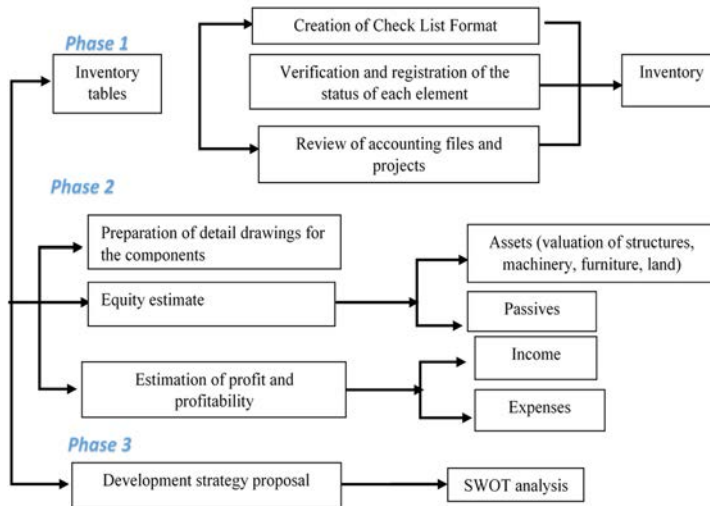 Phase 1
Inventory
tables
Creation of Check List Format
Verification and registration of the
status of each element
Review of accounting files and
projects
Inventory
Phase 2
Preparation of detail drawings for
the components
Equity estimate
Assets (valuation of structures,
machinery, furniture, land)
Passives
Estimation of profit and
profitability
Income
Expenses
Phase 3
Development strategy proposal
SWOT analysis